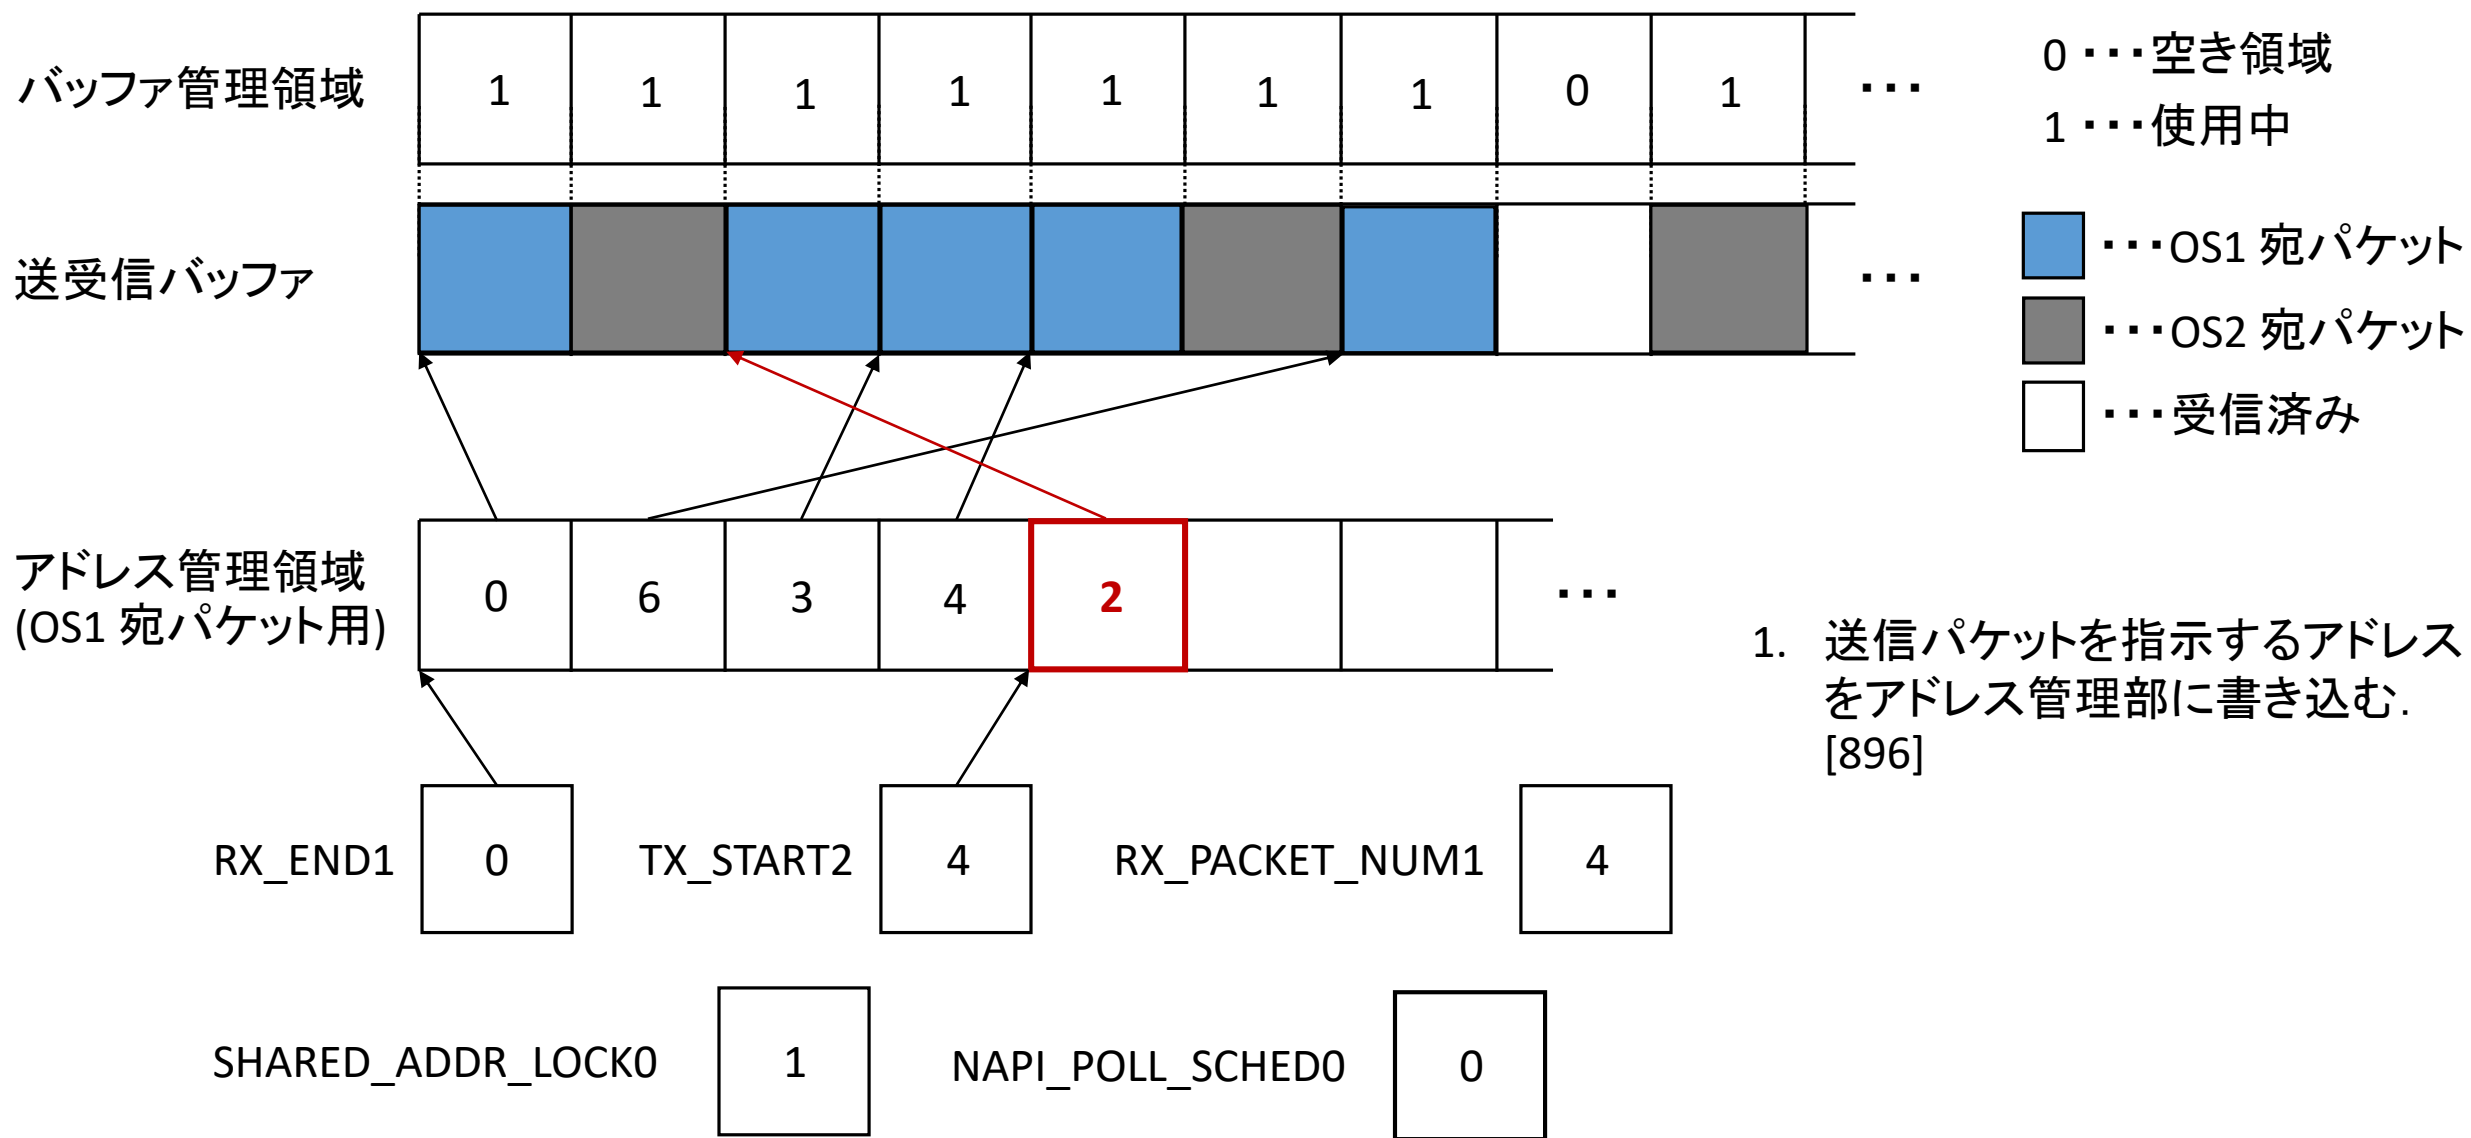 バッファ管理領域
1 1 1 1 1 1 1 0 1 ・・・
0 ・・・空き領域
1 ・・・使用中
送受信バッファ
・・・
・・・OS1 宛パケット
・・・OS2 宛パケット
・・・受信済み
アドレス管理領域
(OS1 宛パケット用)
0 6 3 4 2 ・・・
1. 送信パケットを指示するアドレス
をアドレス管理部に書き込む.
[896]
RX_END1 0 TX_START2 4 RX_PACKET_NUM1 4
SHARED_ADDR_LOCK0 1 NAPI_POLL_SCHED0 0